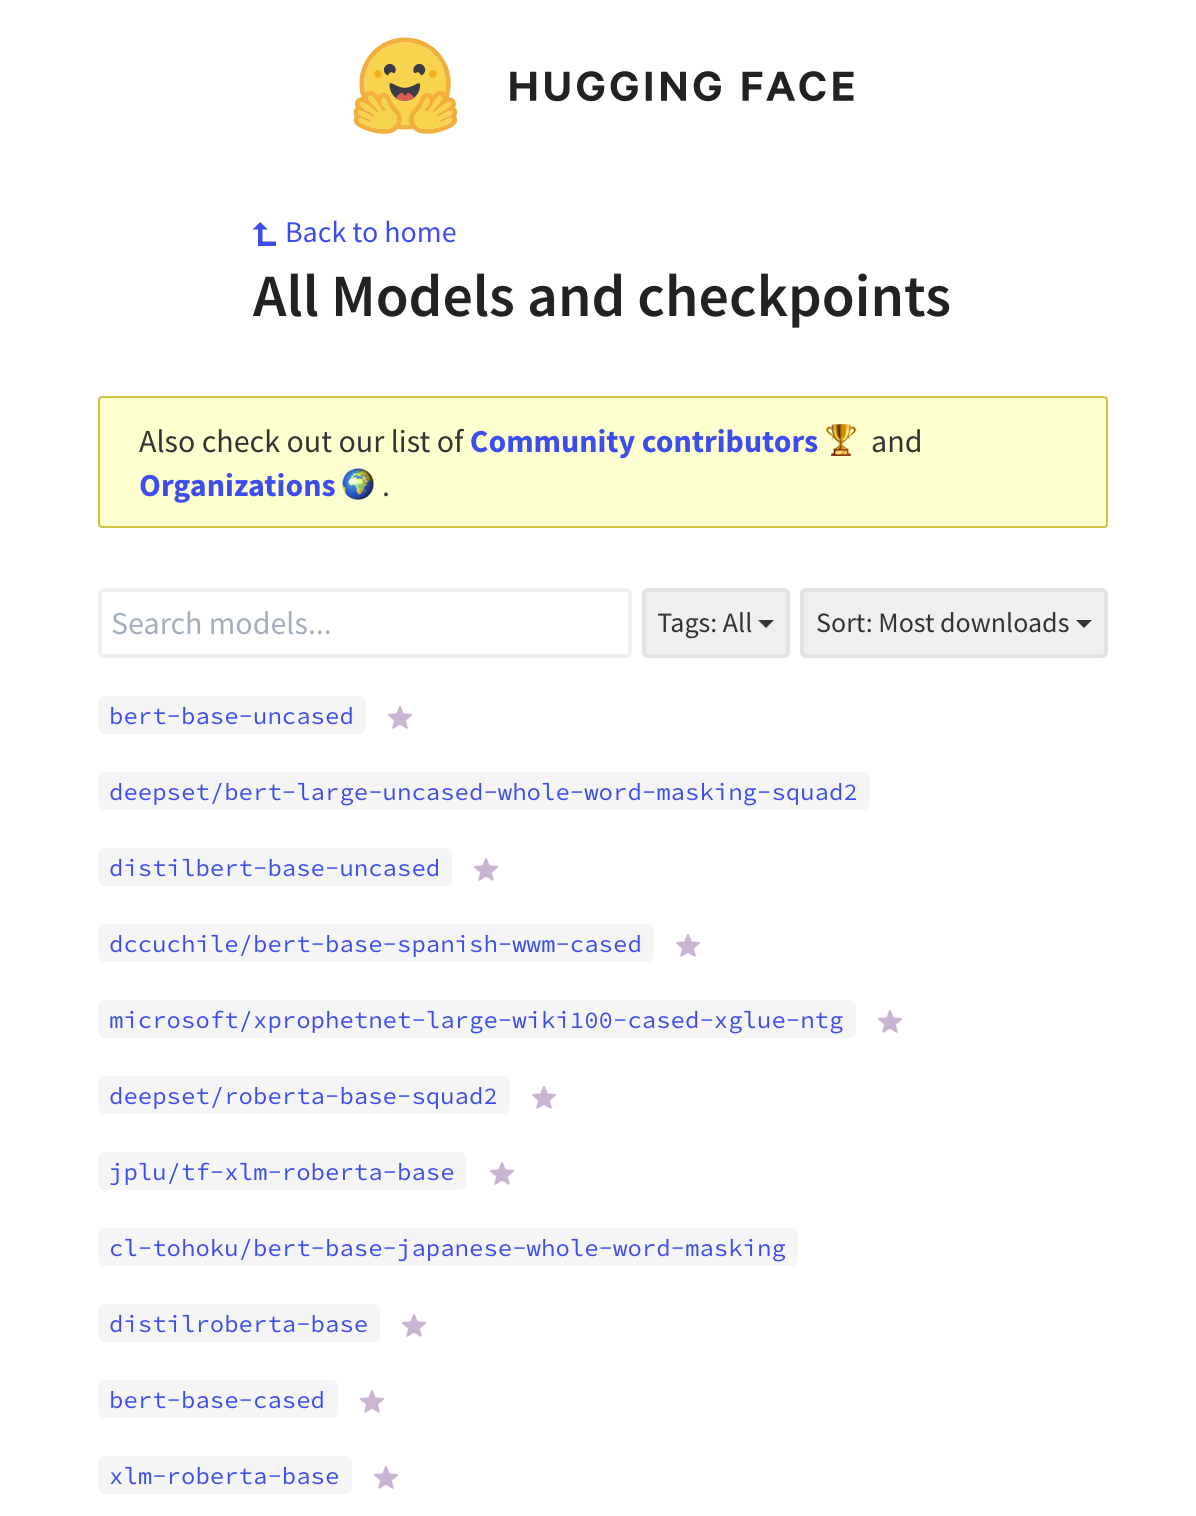 HUGGING FACE
Back to home
All Models and checkpoints
Also check out our list of Community contributors 🏆 and
Organizations 🌍 .
Search models...
Tags: All
Sort: Most downloads
bert-base-uncased
deepset/bert-large-uncased-whole-word-masking-squad2
distilbert-base-uncased
dccuchile/bert-base-spanish-wwm-cased
microsoft/xprophetnet-large-wiki100-cased-xglue-ntg
deepset/roberta-base-squad2
jplu/tf-xlm-roberta-base
cl-tohoku/bert-base-japanese-whole-word-masking
distilroberta-base
bert-base-cased
xlm-roberta-base